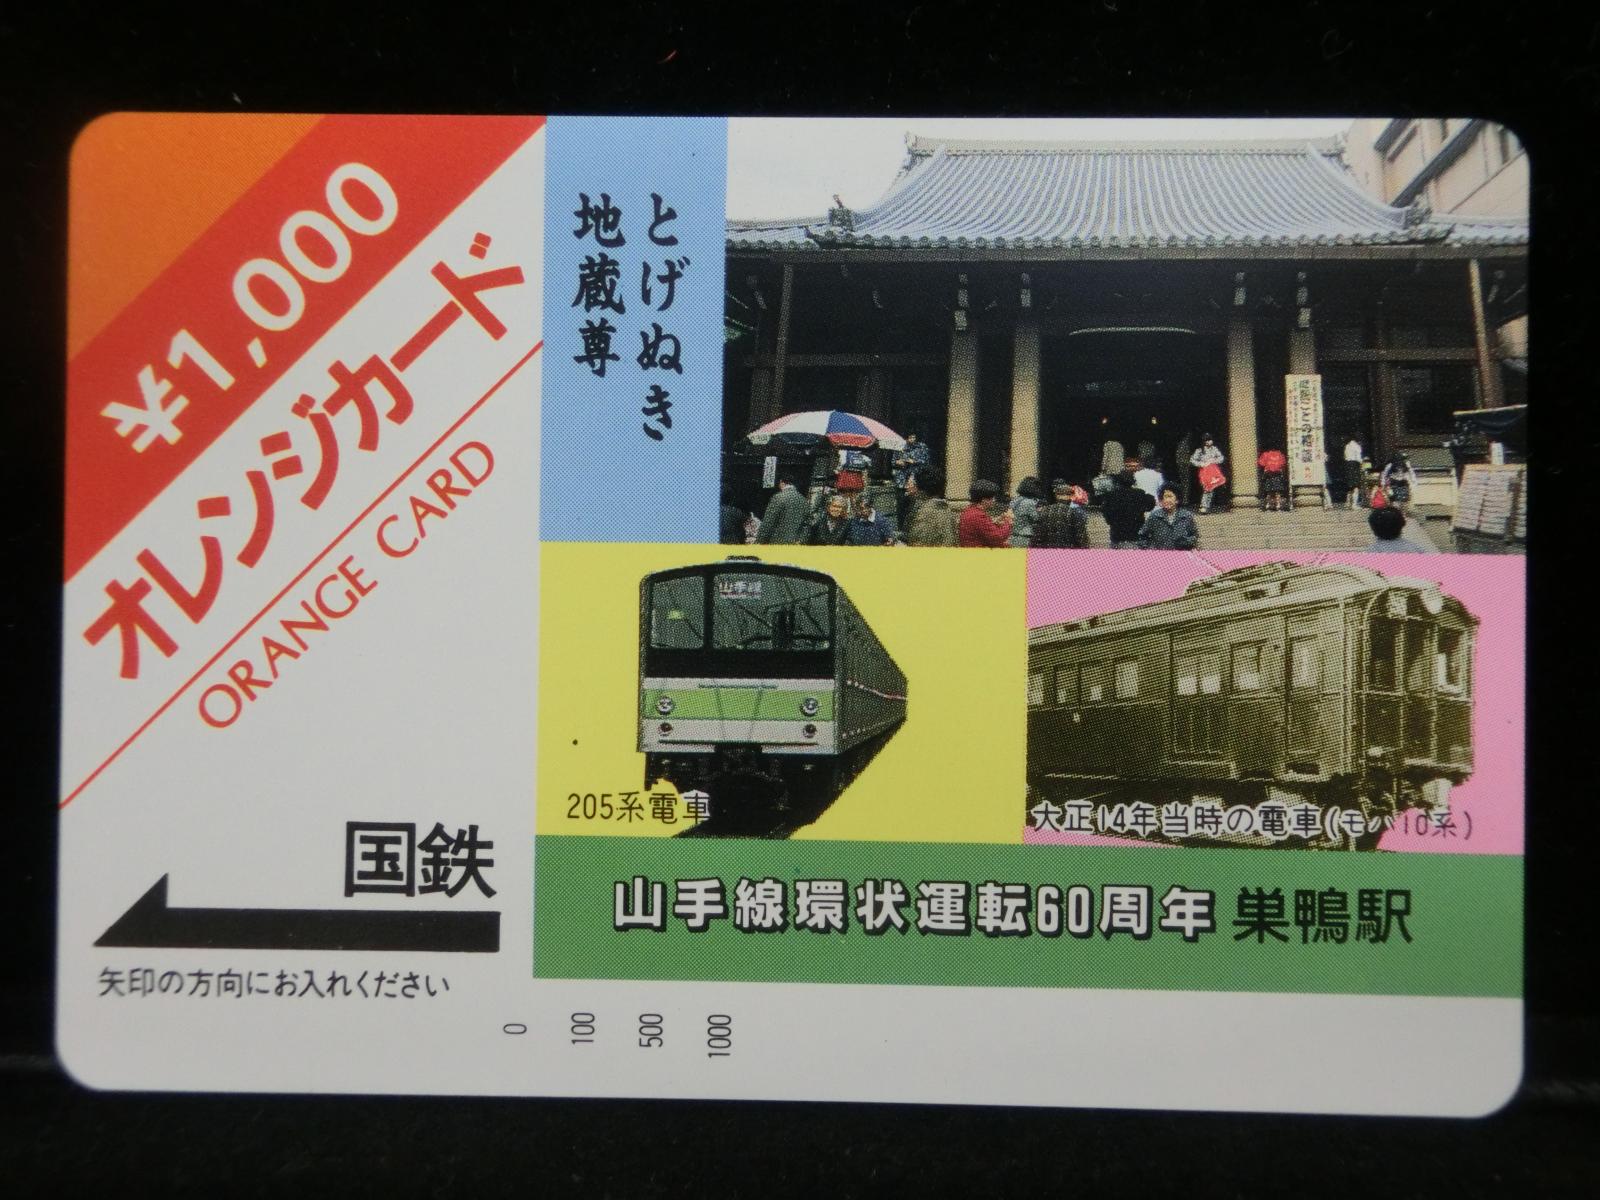 ¥1,000
オレンジカード
ORANGE CARD
とげぬき
地蔵尊
山手線
205系電車
大正14年当時の電車(モハ10系)
山手線環状運転60周年 巣鴨駅
国鉄
矢印の方向にお入れください
0 100 500 1000